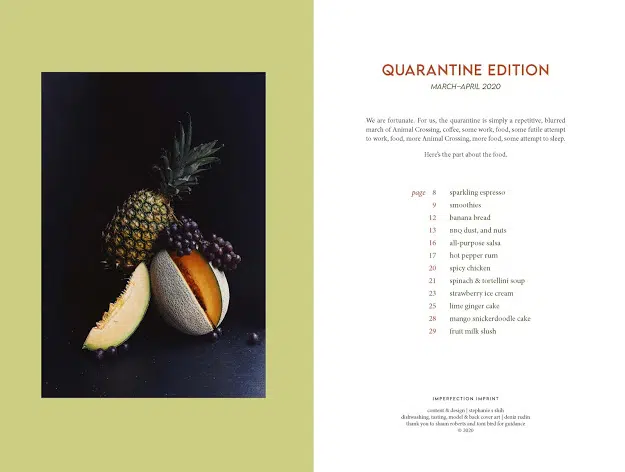 QUARANTINE EDITION
MARCH–APRIL 2020
We are fortunate. For us, the quarantine is simply a repetitive, blurred
march of Animal Crossing, coffee, some work, food, some futile attempt
to work, food, more Animal Crossing, more food, some attempt to sleep.
Here's the part about the food.
page 8 sparkling espresso
9 smoothies
12 banana bread
13 BBQ dust, and nuts
16 all-purpose salsa
17 hot pepper rum
20 spicy chicken
21 spinach & tortellini soup
23 strawberry ice cream
25 lime ginger cake
28 mango snickerdoodle cake
29 fruit milk slush
IMPERFECTION IMPRINT
content & design | stephanie s shih
dishwashing, tasting, model & back cover art | deniz rudin
thank you to shaun roberts and tom bird for guidance
© 2020